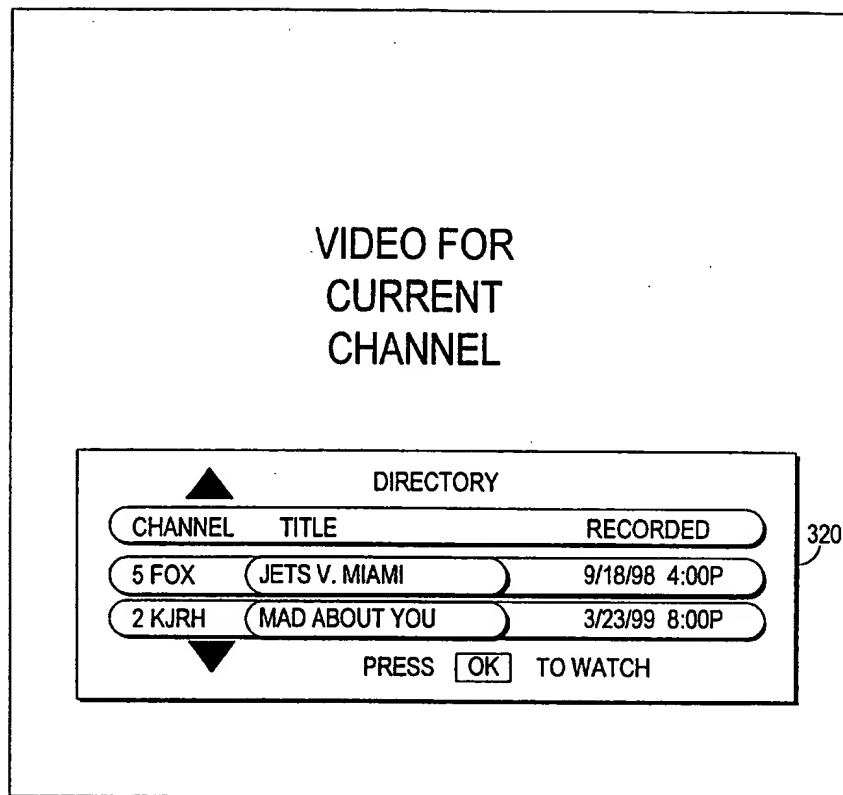 VIDEO FOR
CURRENT
CHANNEL
DIRECTORY
CHANNEL TITLE RECORDED
5 FOX JETS V. MIAMI 9/18/98 4:00P
2 KJRH MAD ABOUT YOU 3/23/99 8:00P
PRESS OK TO WATCH
320